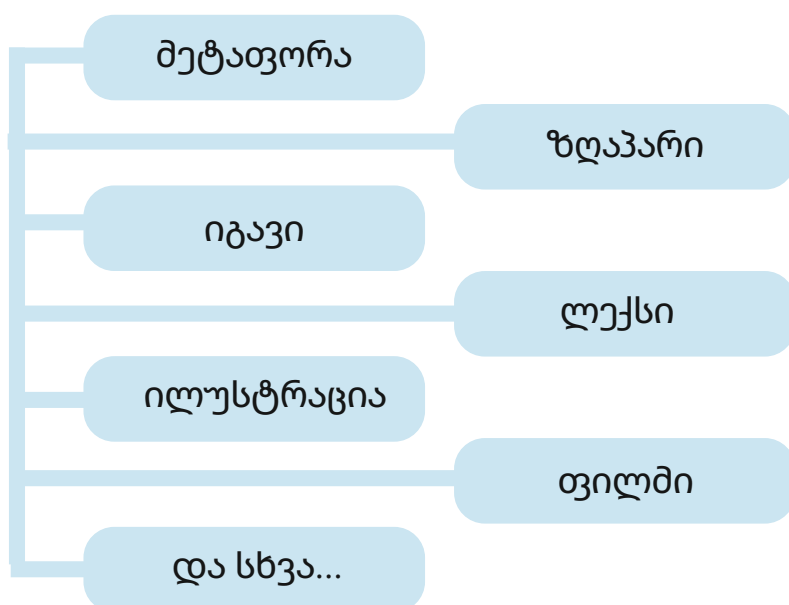 მეტაფორა
ზღაპარი
იგავი
ლექსი
ილუსტრაცია
ფილმი
და სხვა...